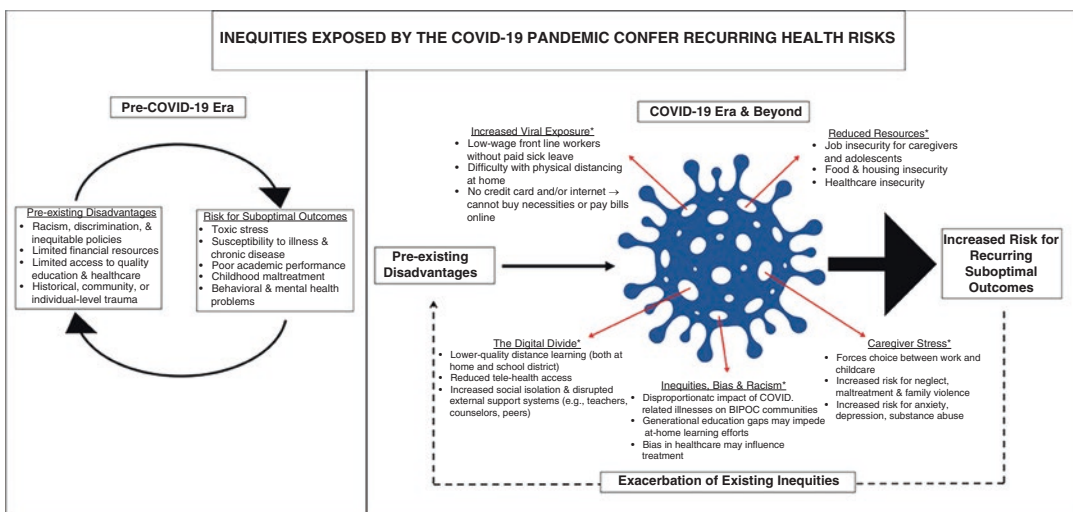 INEQUITIES EXPOSED BY THE COVID-19 PANDEMIC CONFER RECURRING HEALTH RISKS
Pre-COVID-19 Era
Pre-existing Disadvantages
• Racism, discrimination, &
inequitable policies
• Limited financial resources
• Limited access to quality
education & healthcare
• Historical, community, or
individual-level trauma
Risk for Suboptimal Outcomes
• Toxic stress
• Susceptibility to illness &
chronic disease
• Poor academic performance
• Childhood maltreatment
• Behavioral & mental health
problems
COVID-19 Era & Beyond
Increased Viral Exposure*
• Low-wage front line workers
without paid sick leave
• Difficulty with physical distancing
at home
• No credit card and/or internet →
cannot buy necessities or pay bills
online
Reduced Resources*
• Job insecurity for caregivers
and adolescents
• Food & housing insecurity
• Healthcare insecurity
Pre-existing
Disadvantages
Increased Risk for
Recurring
Suboptimal
Outcomes
The Digital Divide*
• Lower-quality distance learning (both at
home and school district)
• Reduced tele-health access
• Increased social isolation & disrupted
external support systems (e.g., teachers,
counselors, peers)
Inequities, Bias & Racism*
• Disproportionatc impact of COVID.
related illnesses on BIPOC communities
• Generational education gaps may impede
at-home learning efforts
• Bias in healthcare may influence
treatment
Caregiver Stress*
• Forces choice between work and
childcare
• Increased risk for neglect,
maltreatment & family violence
• Increased risk for anxiety,
depression, substance abuse
Exacerbation of Existing Inequities